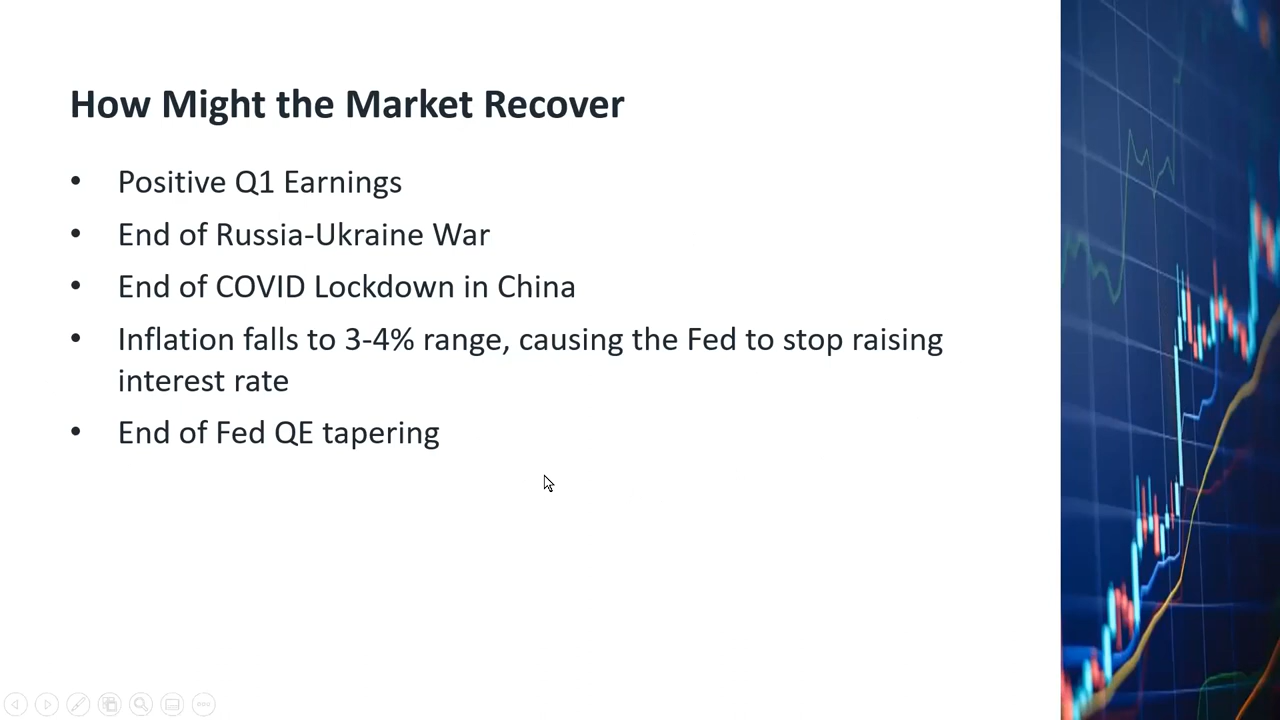 How Might the Market Recover
• Positive Q1 Earnings
• End of Russia-Ukraine War
• End of COVID Lockdown in China
• Inflation falls to 3-4% range, causing the Fed to stop raising
interest rate
• End of Fed QE tapering